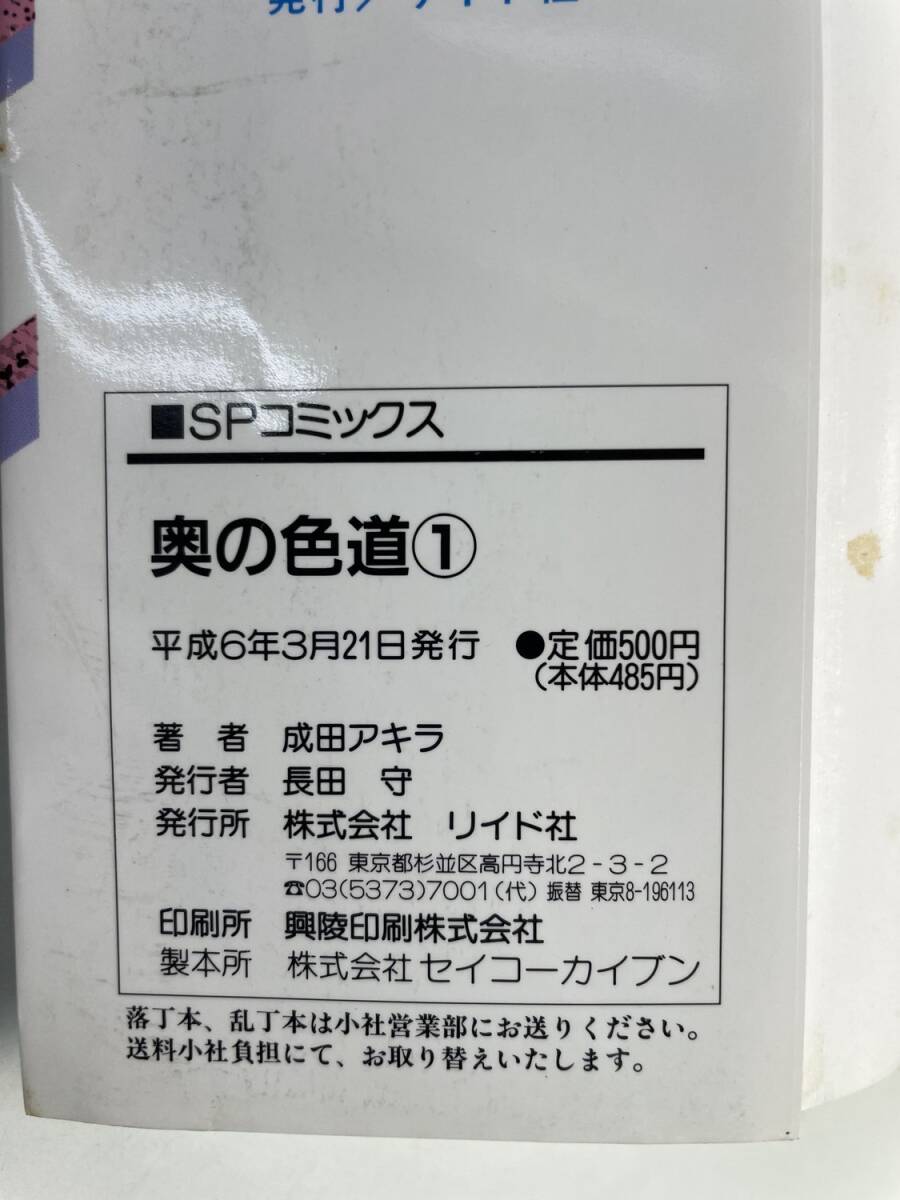 発行／リイド社
■SPコミックス
奥の色道①
平成6年3月21日発行 ●定価500円
(本体485円)
著 者 成田アキラ
発行者 長田 守
発行所 株式会社 リイド社
〒166 東京都杉並区高円寺北2-3-2
☎03(5373)7001(代) 振替 東京8-196113
印刷所 興陵印刷株式会社
製本所 株式会社セイコーカイブン
落丁本、乱丁本は小社営業部にお送りください。
送料小社負担にて、お取り替えいたします。